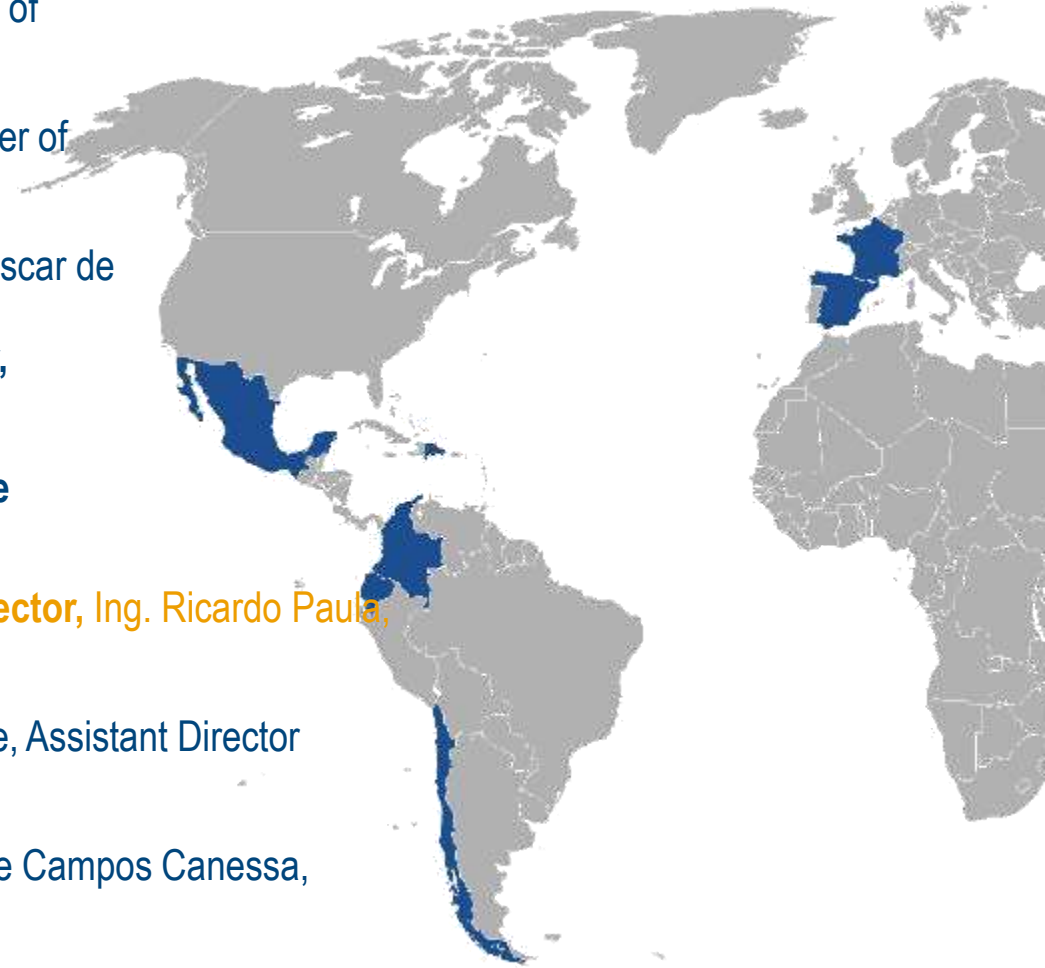 of
er of
scar de
,
e
ector, Ing. Ricardo Paula,
e, Assistant Director
e Campos Canessa,